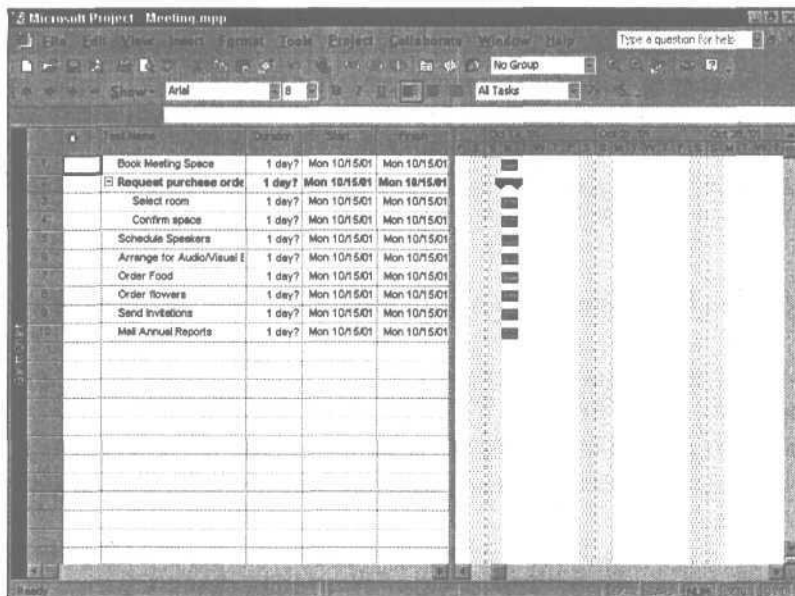 Microsoft Project - Meeting.mpp
File Edit View Insert Format Tools Project Collaborate Window Help Type a question for help
No Group
Show Arial 8 All Tasks
Task Name Duration Start Finish
1 Book Meeting Space 1 day? Mon 10/15/01 Mon 10/15/01
2 Request purchase orde 1 day? Mon 10/15/01 Mon 10/15/01
3 Select room 1 day? Mon 10/15/01 Mon 10/15/01
4 Confirm space 1 day? Mon 10/15/01 Mon 10/15/01
5 Schedule Speakers 1 day? Mon 10/15/01 Mon 10/15/01
6 Arrange for Audio/Visual E 1 day? Mon 10/15/01 Mon 10/15/01
7 Order Food 1 day? Mon 10/15/01 Mon 10/15/01
8 Order flowers 1 day? Mon 10/15/01 Mon 10/15/01
9 Send Invitations 1 day? Mon 10/15/01 Mon 10/15/01
10 Mail Annual Reports 1 day? Mon 10/15/01 Mon 10/15/01
Gantt Chart
Ready